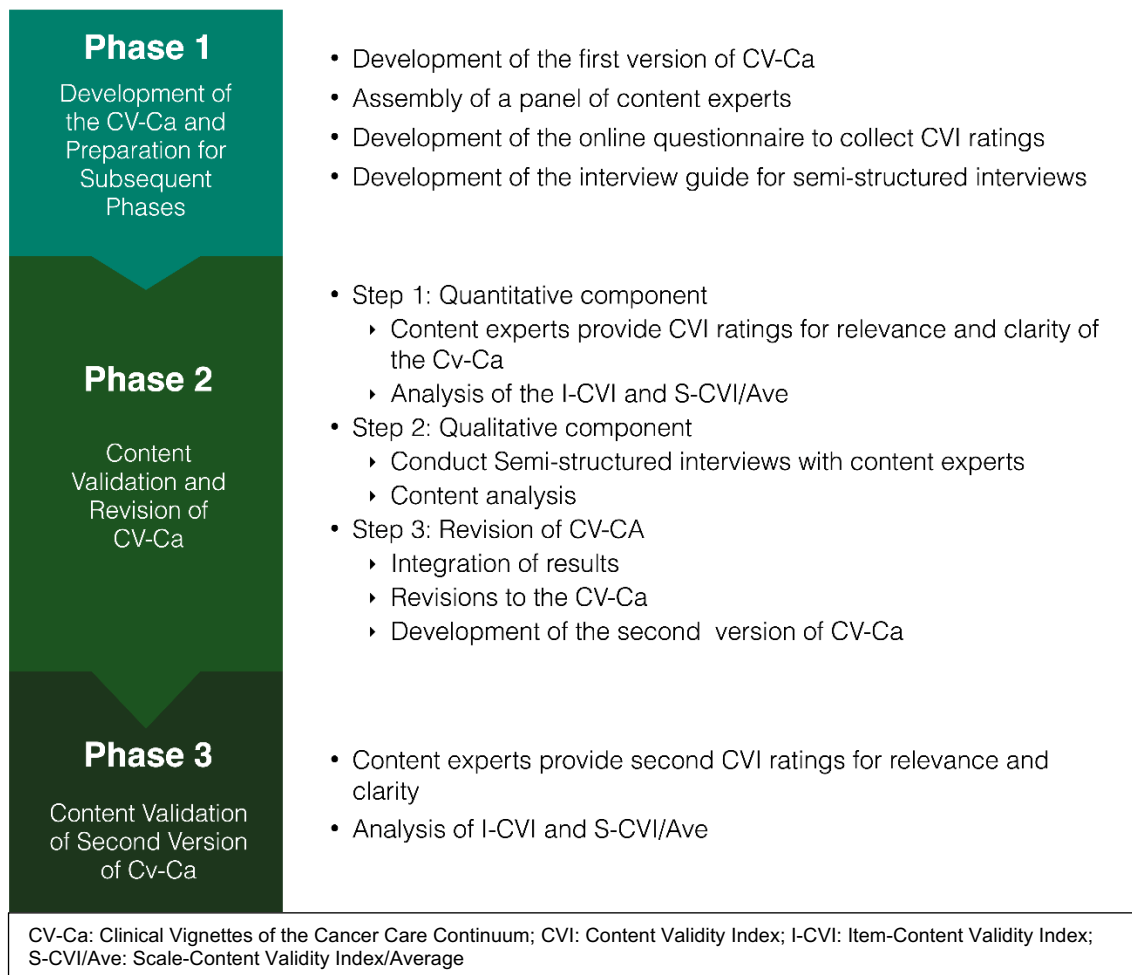 Phase 1
Development of
the CV-Ca and
Preparation for
Subsequent
Phases
• Development of the first version of CV-Ca
• Assembly of a panel of content experts
• Development of the online questionnaire to collect CVI ratings
• Development of the interview guide for semi-structured interviews
Phase 2
Content
Validation and
Revision of
CV-Ca
• Step 1: Quantitative component
‣ Content experts provide CVI ratings for relevance and clarity of
the Cv-Ca
‣ Analysis of the I-CVI and S-CVI/Ave
• Step 2: Qualitative component
‣ Conduct Semi-structured interviews with content experts
‣ Content analysis
• Step 3: Revision of CV-CA
‣ Integration of results
‣ Revisions to the CV-Ca
‣ Development of the second  version of CV-Ca
Phase 3
Content Validation
of Second Version
of Cv-Ca
• Content experts provide second CVI ratings for relevance and
clarity
• Analysis of I-CVI and S-CVI/Ave
CV-Ca: Clinical Vignettes of the Cancer Care Continuum; CVI: Content Validity Index; I-CVI: Item-Content Validity Index;
S-CVI/Ave: Scale-Content Validity Index/Average